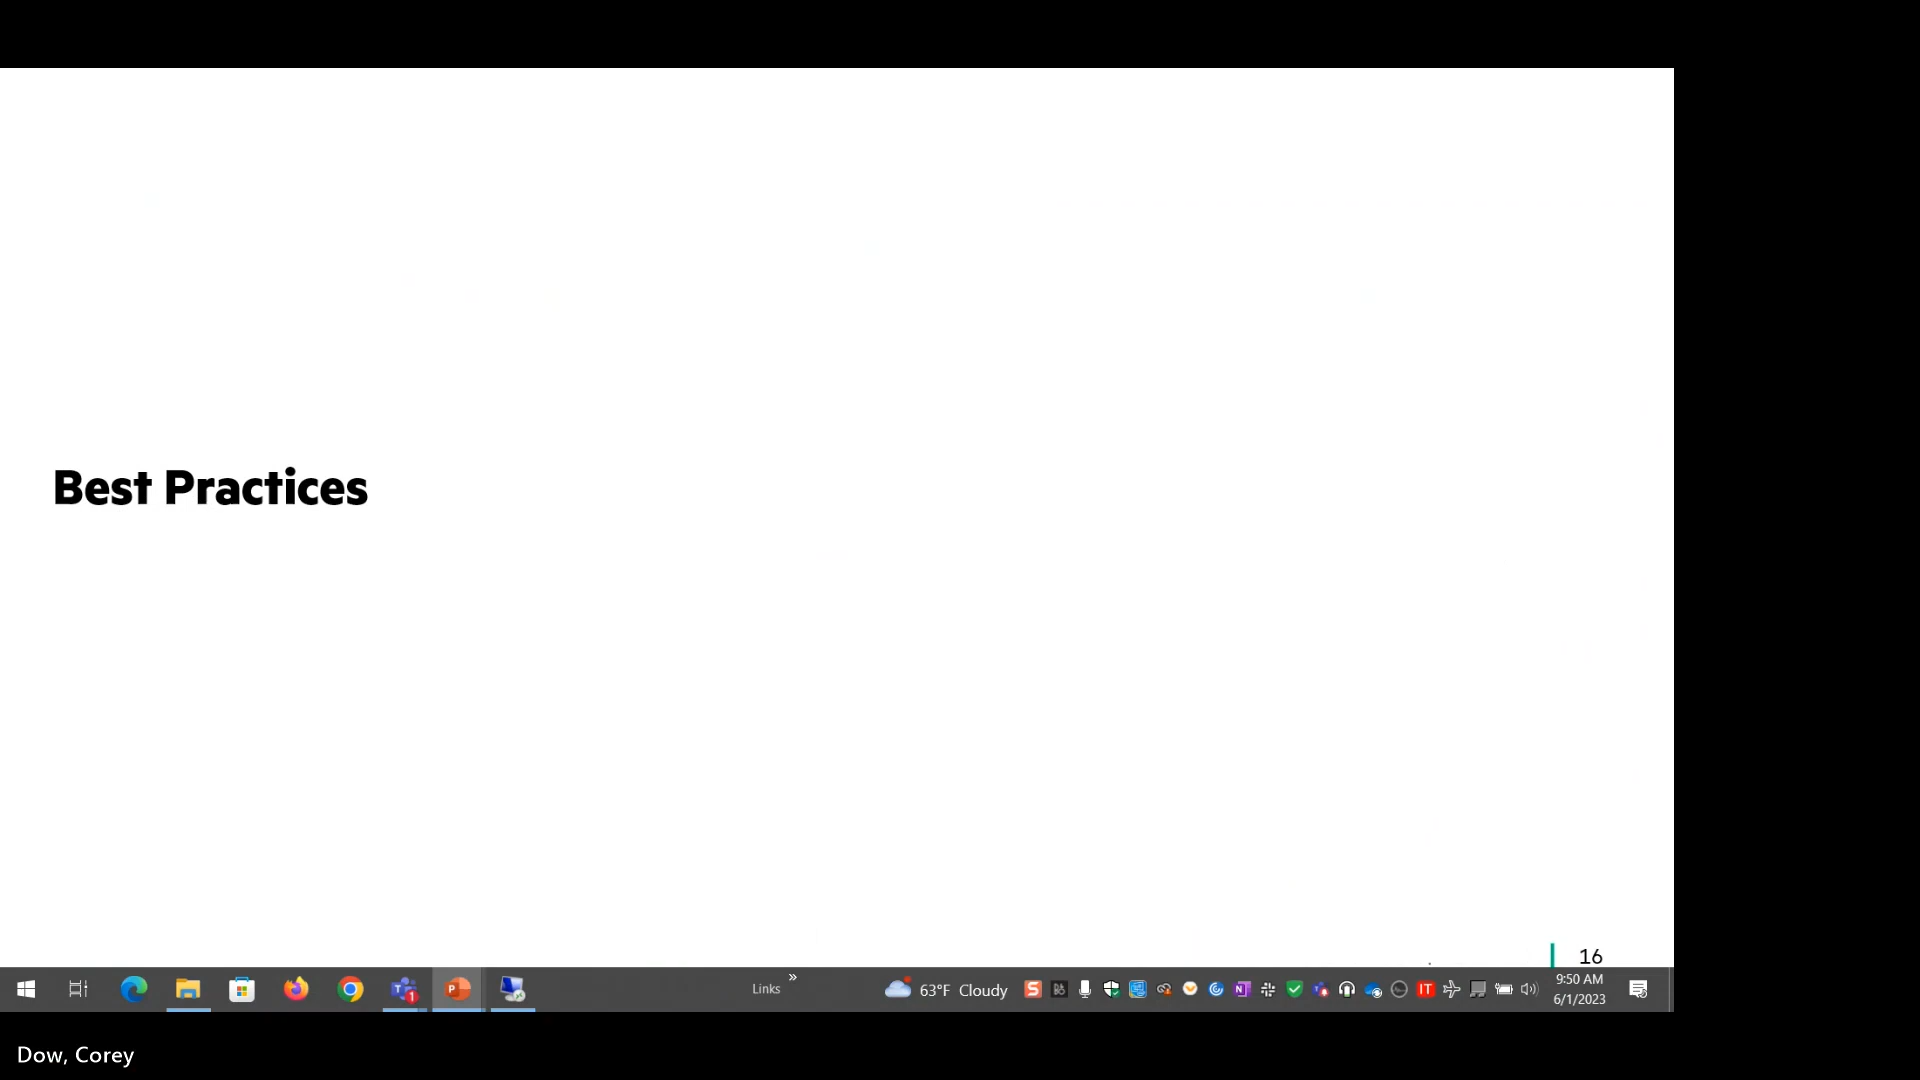 Best Practices
16
Links »
63°F Cloudy
9:50 AM
6/1/2023
Dow, Corey